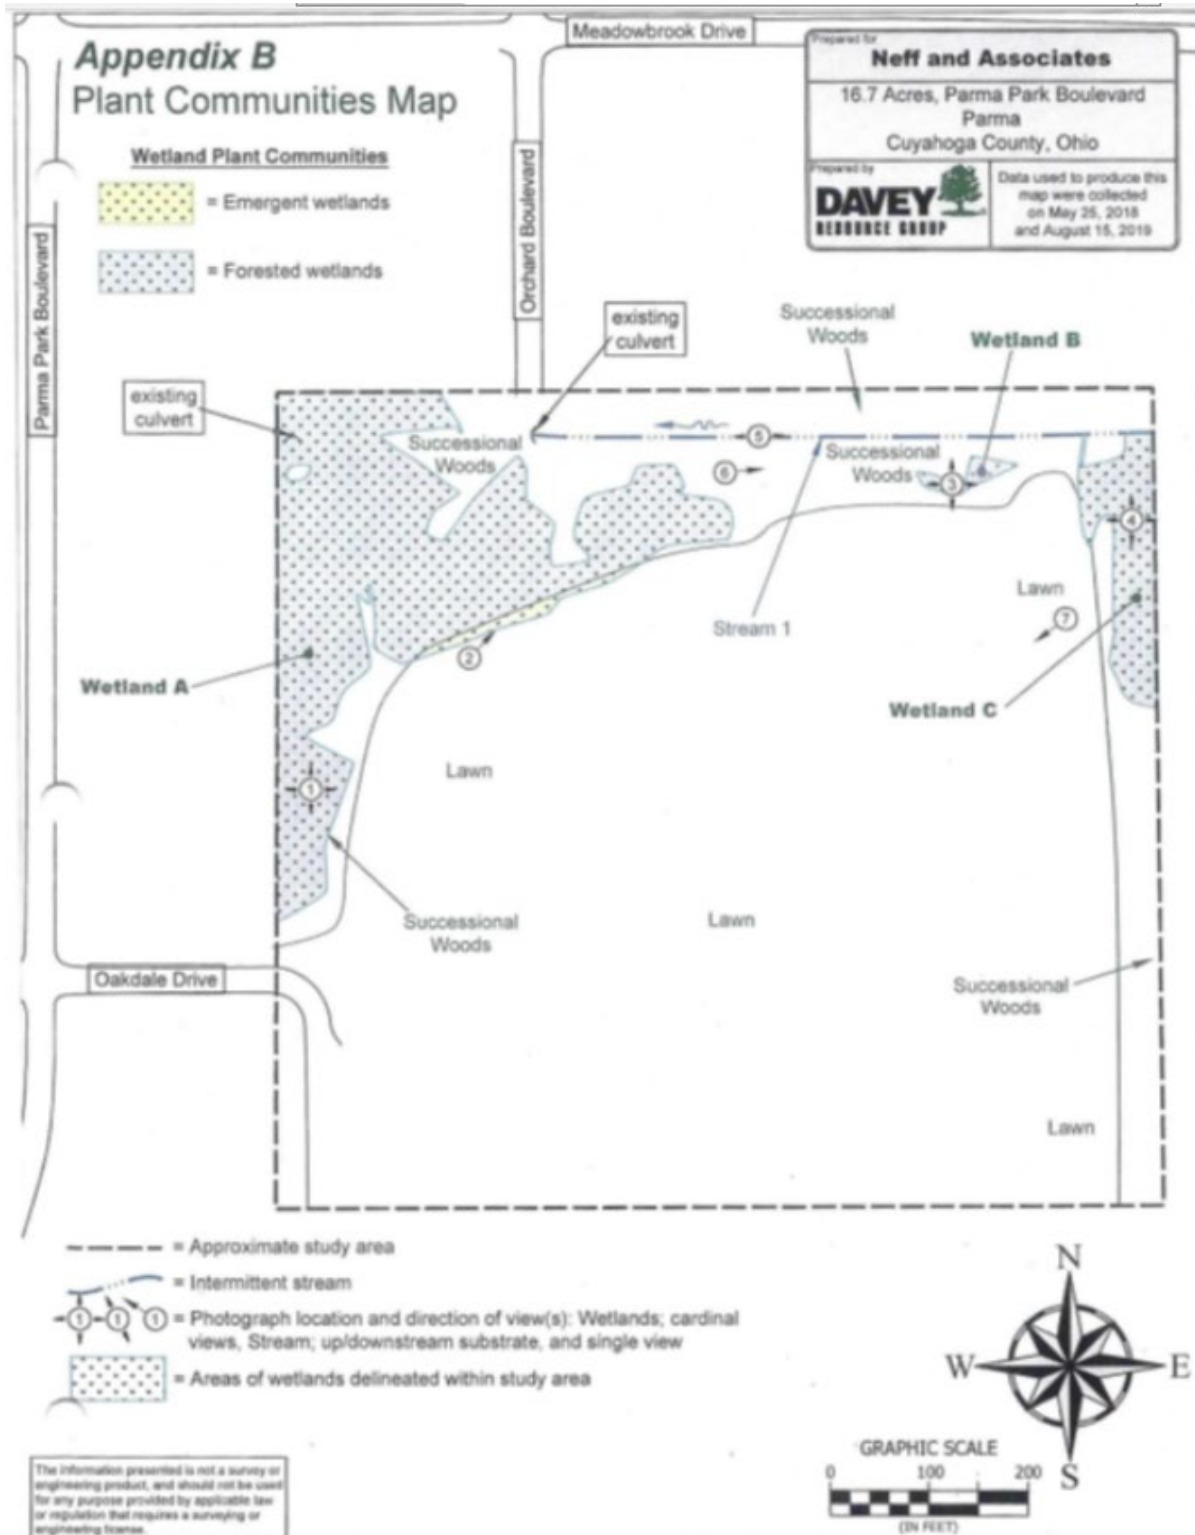 Appendix B
Plant Communities Map
Wetland Plant Communities
= Emergent wetlands
= Forested wetlands
Meadowbrook Drive
Prepared for
Neff and Associates
16.7 Acres, Parma Park Boulevard
Parma
Cuyahoga County, Ohio
Prepared by
DAVEY
RESOURCE GROUP
Data used to produce this
map were collected
on May 25, 2018
and August 15, 2019
Parma Park Boulevard
Orchard Boulevard
existing
culvert
existing
culvert
Successional
Woods
Wetland B
Successional
Woods
5
Successional
Woods
6
3
4
Lawn
7
Stream 1
2
Wetland A
Wetland C
Lawn
1
Successional
Woods
Lawn
Oakdale Drive
Successional
Woods
Lawn
= Approximate study area
= Intermittent stream
1 1 1 = Photograph location and direction of view(s): Wetlands; cardinal
views, Stream; up/downstream substrate, and single view
= Areas of wetlands delineated within study area
N
W E
S
GRAPHIC SCALE
0 100 200
(IN FEET)
The information presented is not a survey or
engineering product, and should not be used
for any purpose provided by applicable law
or regulation that requires a surveying or
engineering license.